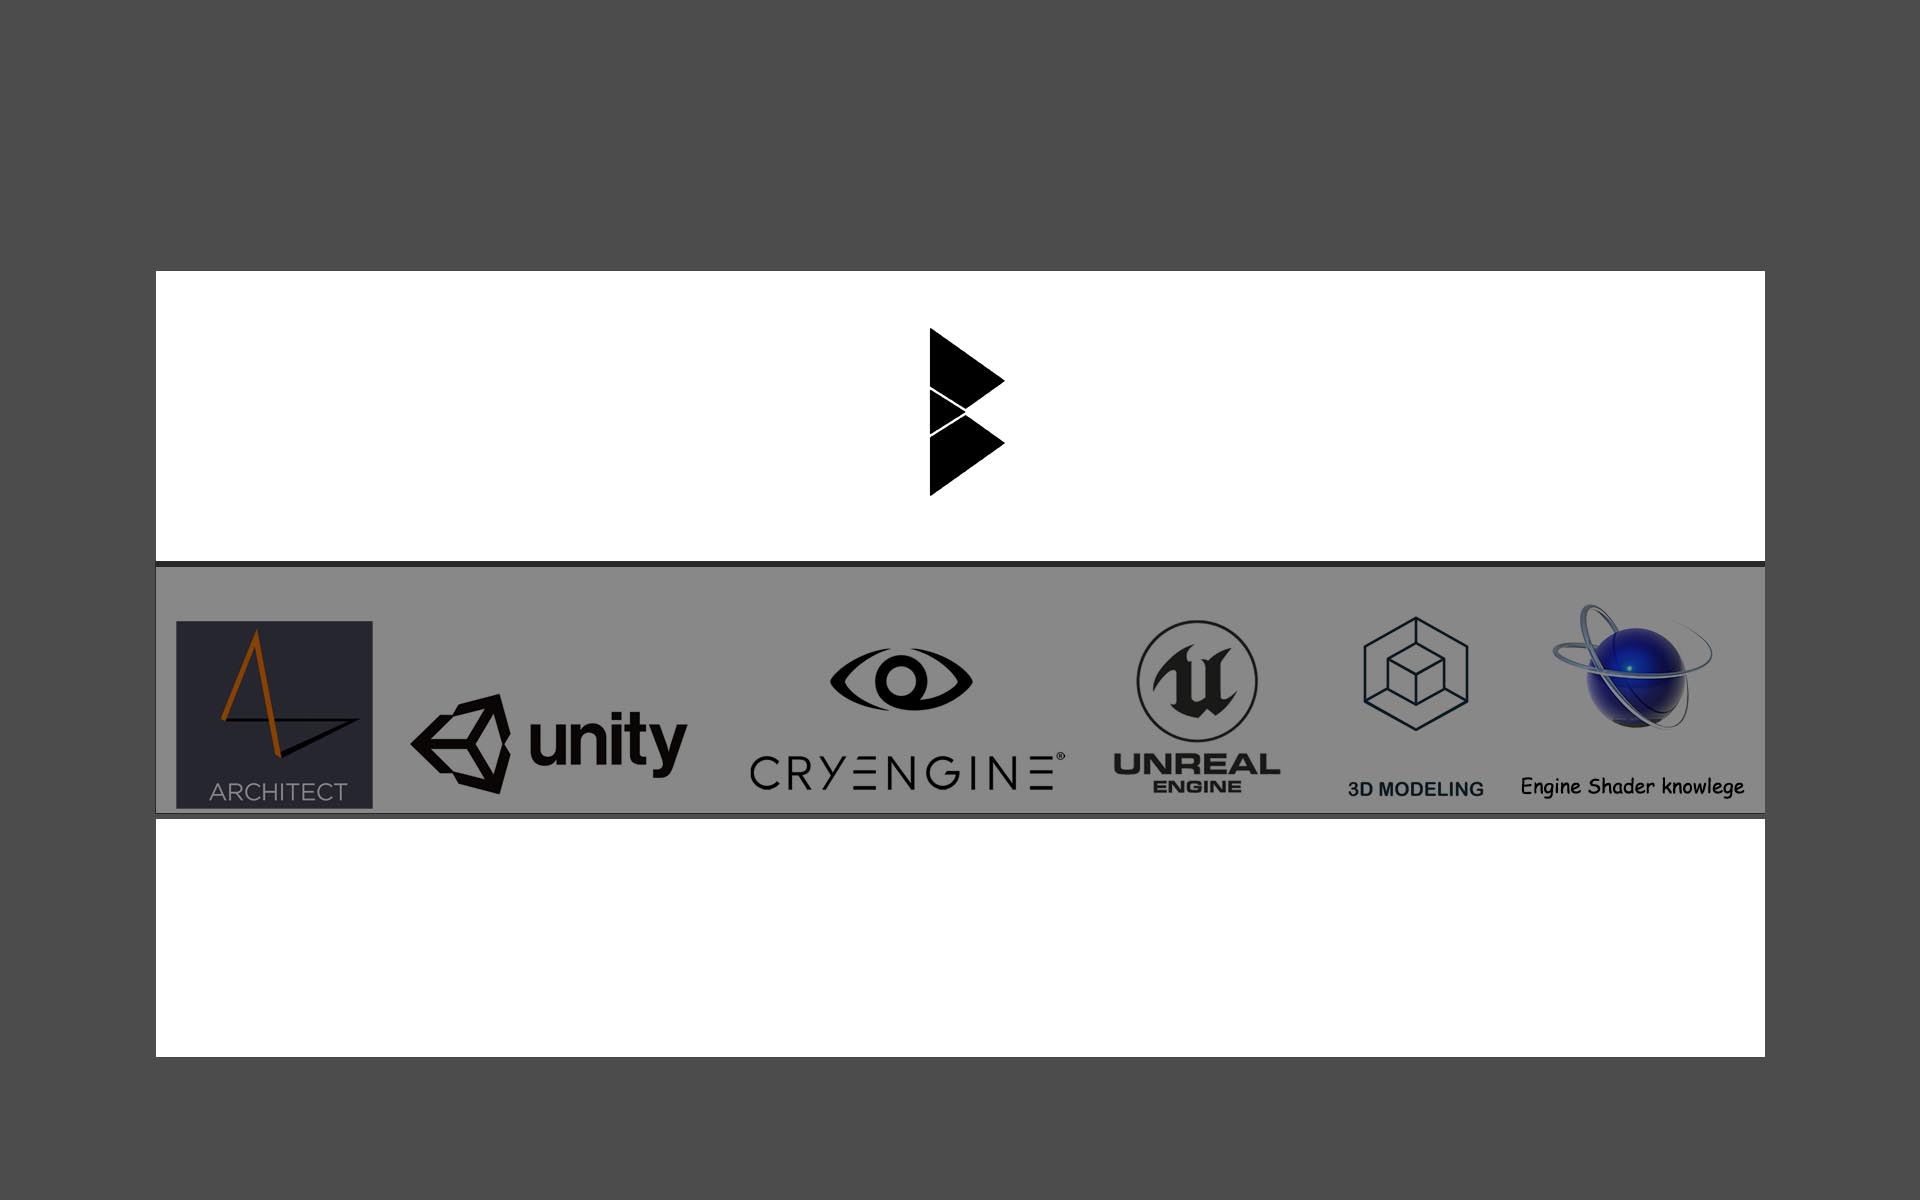 ARCHITECT
unity
CRYENGINE®
UNREAL
ENGINE
3D MODELING
Engine Shader knowlege